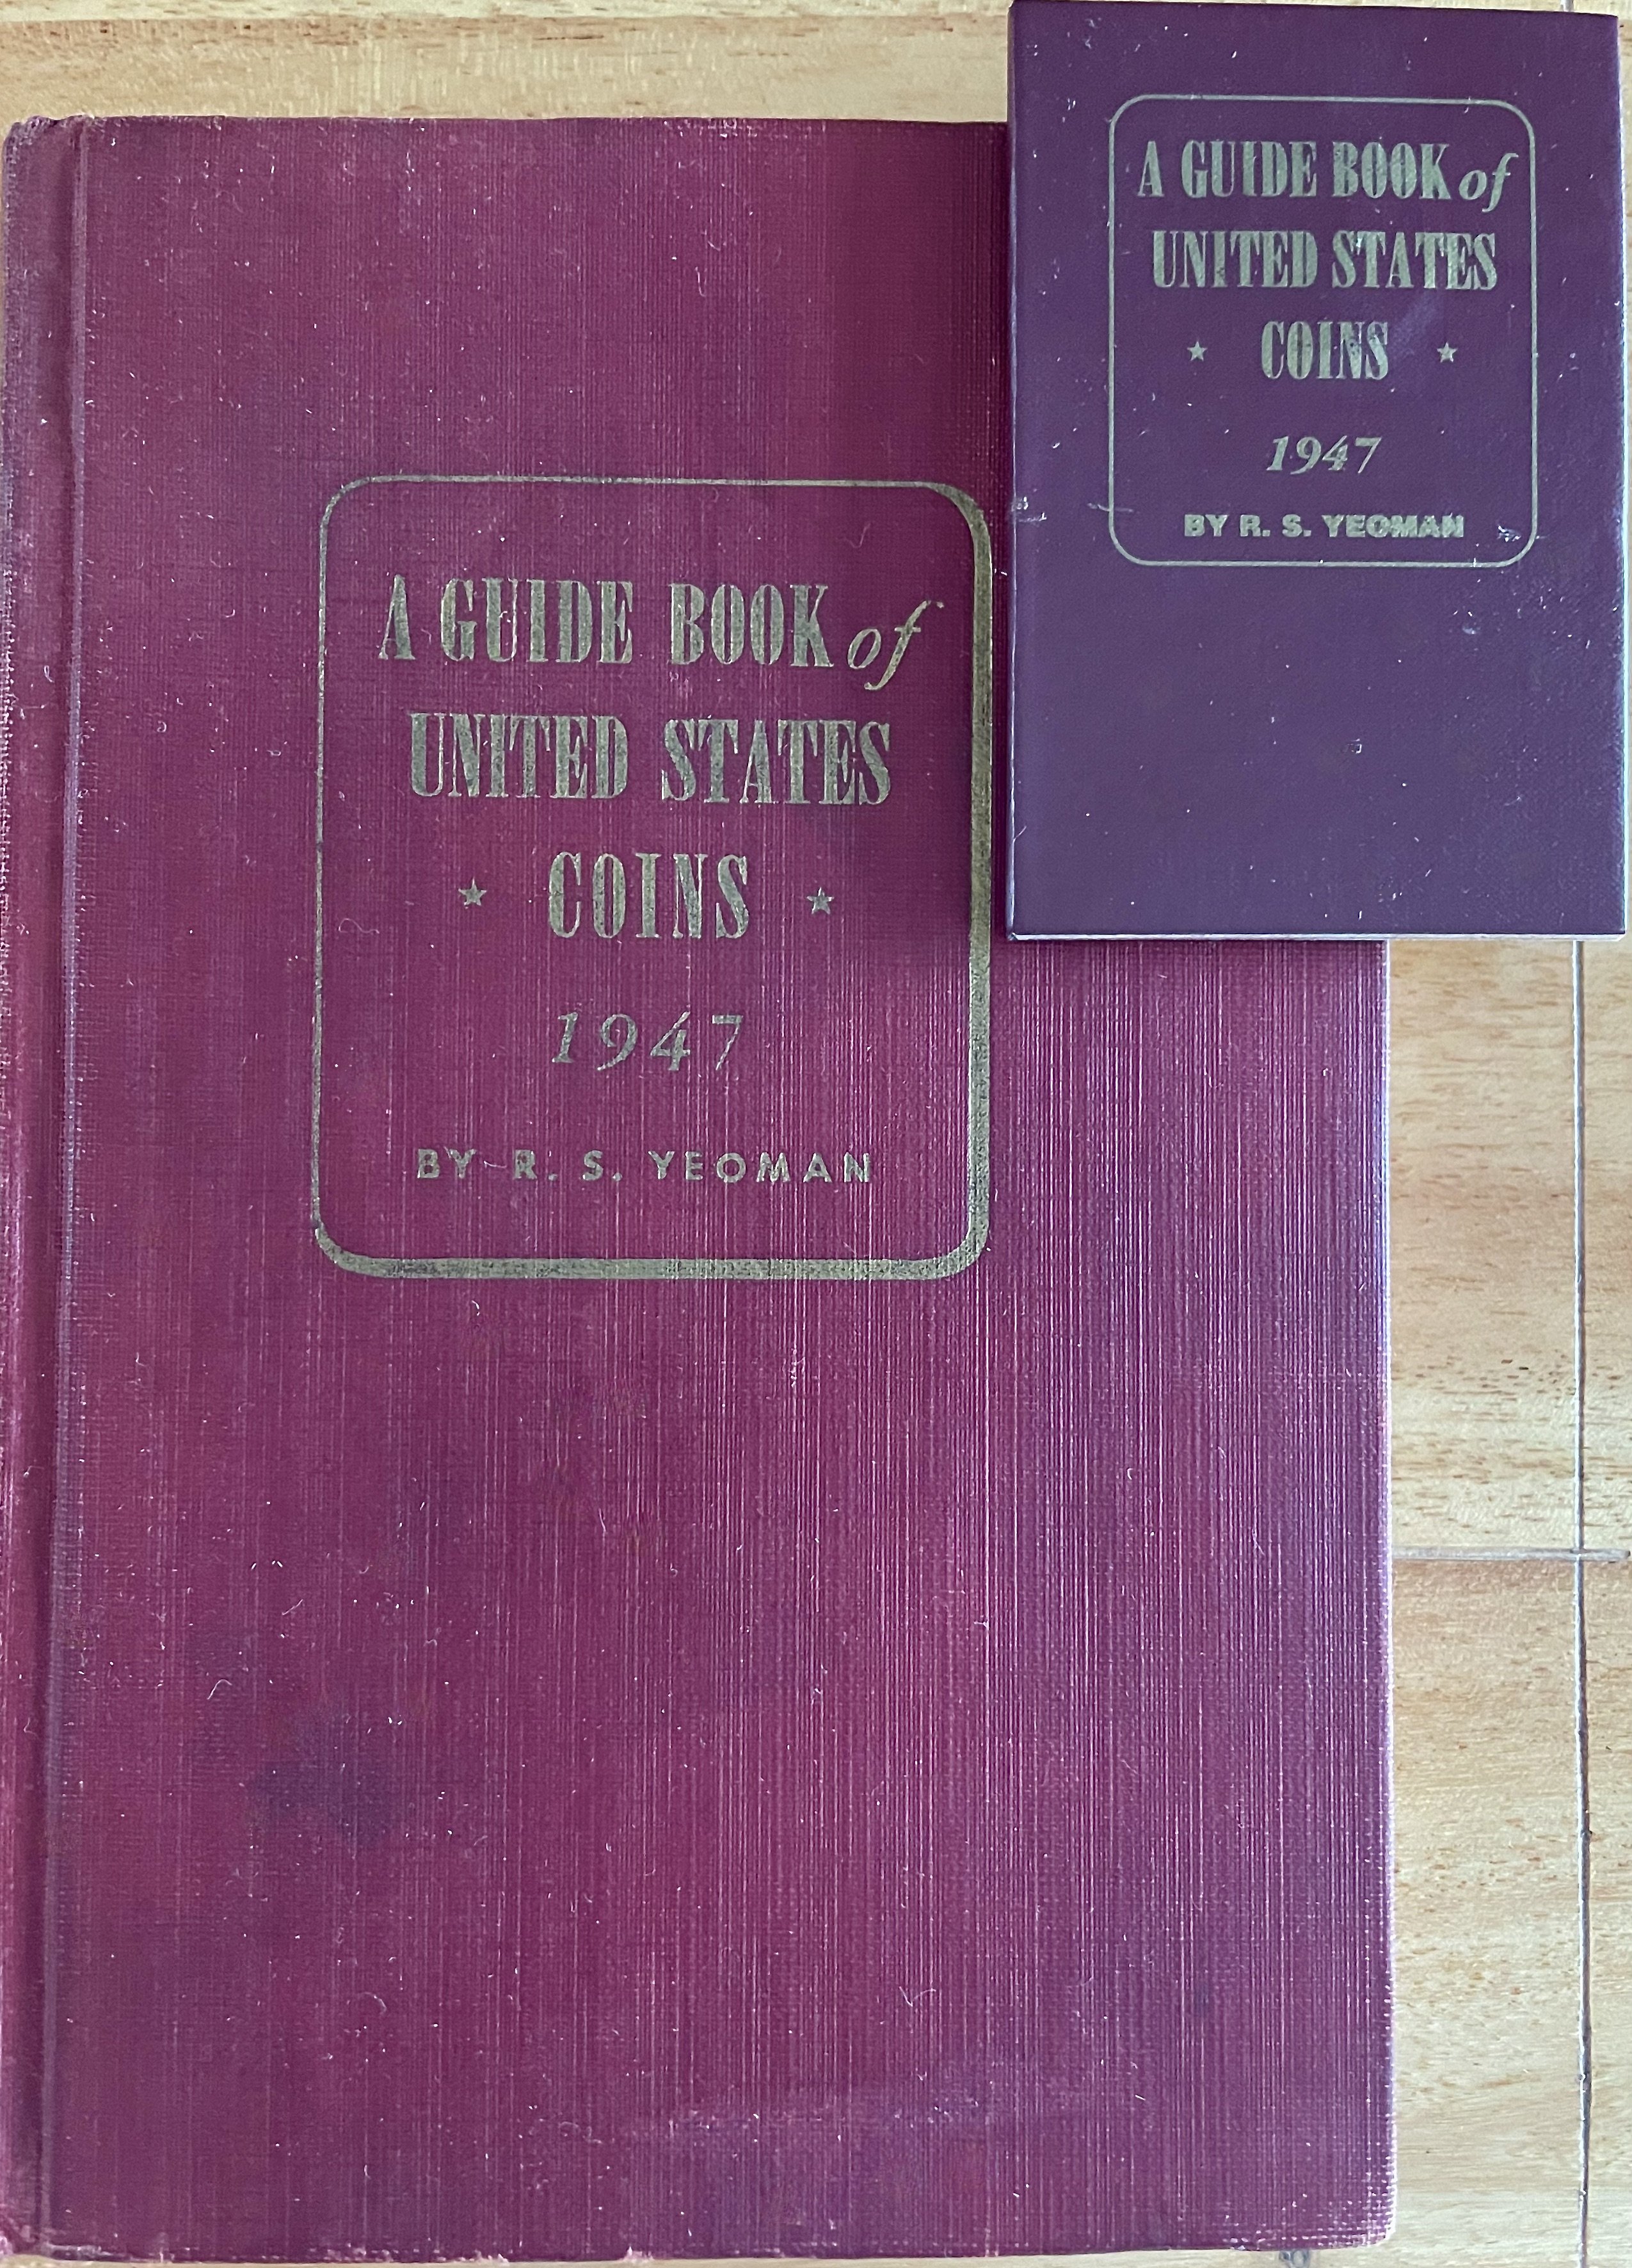 A GUIDE BOOK of
UNITED STATES
COINS
1947
BY R. S. YEOMAN
A GUIDE BOOK of
UNITED STATES
COINS
1947
BY R. S. YEOMAN